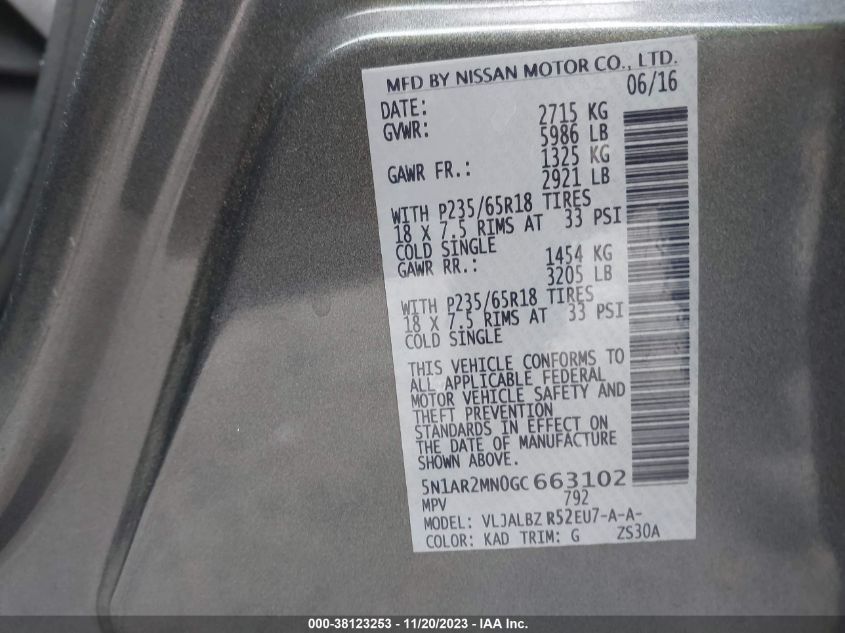 MFD BY NISSAN MOTOR CO., LTD.
DATE: 06/16
GVWR: 2715 KG
5986 LB
GAWR FR.: 1325 KG
2921 LB
WITH P235/65R18 TIRES
18 X 7.5 RIMS AT 33 PSI
COLD SINGLE
GAWR RR.: 1454 KG
3205 LB
WITH P235/65R18 TIRES
18 X 7.5 RIMS AT 33 PSI
COLD SINGLE
THIS VEHICLE CONFORMS TO
ALL APPLICABLE FEDERAL
MOTOR VEHICLE SAFETY AND
THEFT PREVENTION
STANDARDS IN EFFECT ON
THE DATE OF MANUFACTURE
SHOWN ABOVE.
5N1AR2MN0GC663102
MPV 792
MODEL: VLJALBZ R52EU7-A-A-
COLOR: KAD TRIM: G ZS30A
000-38123253 - 11/20/2023 - IAAI Inc.